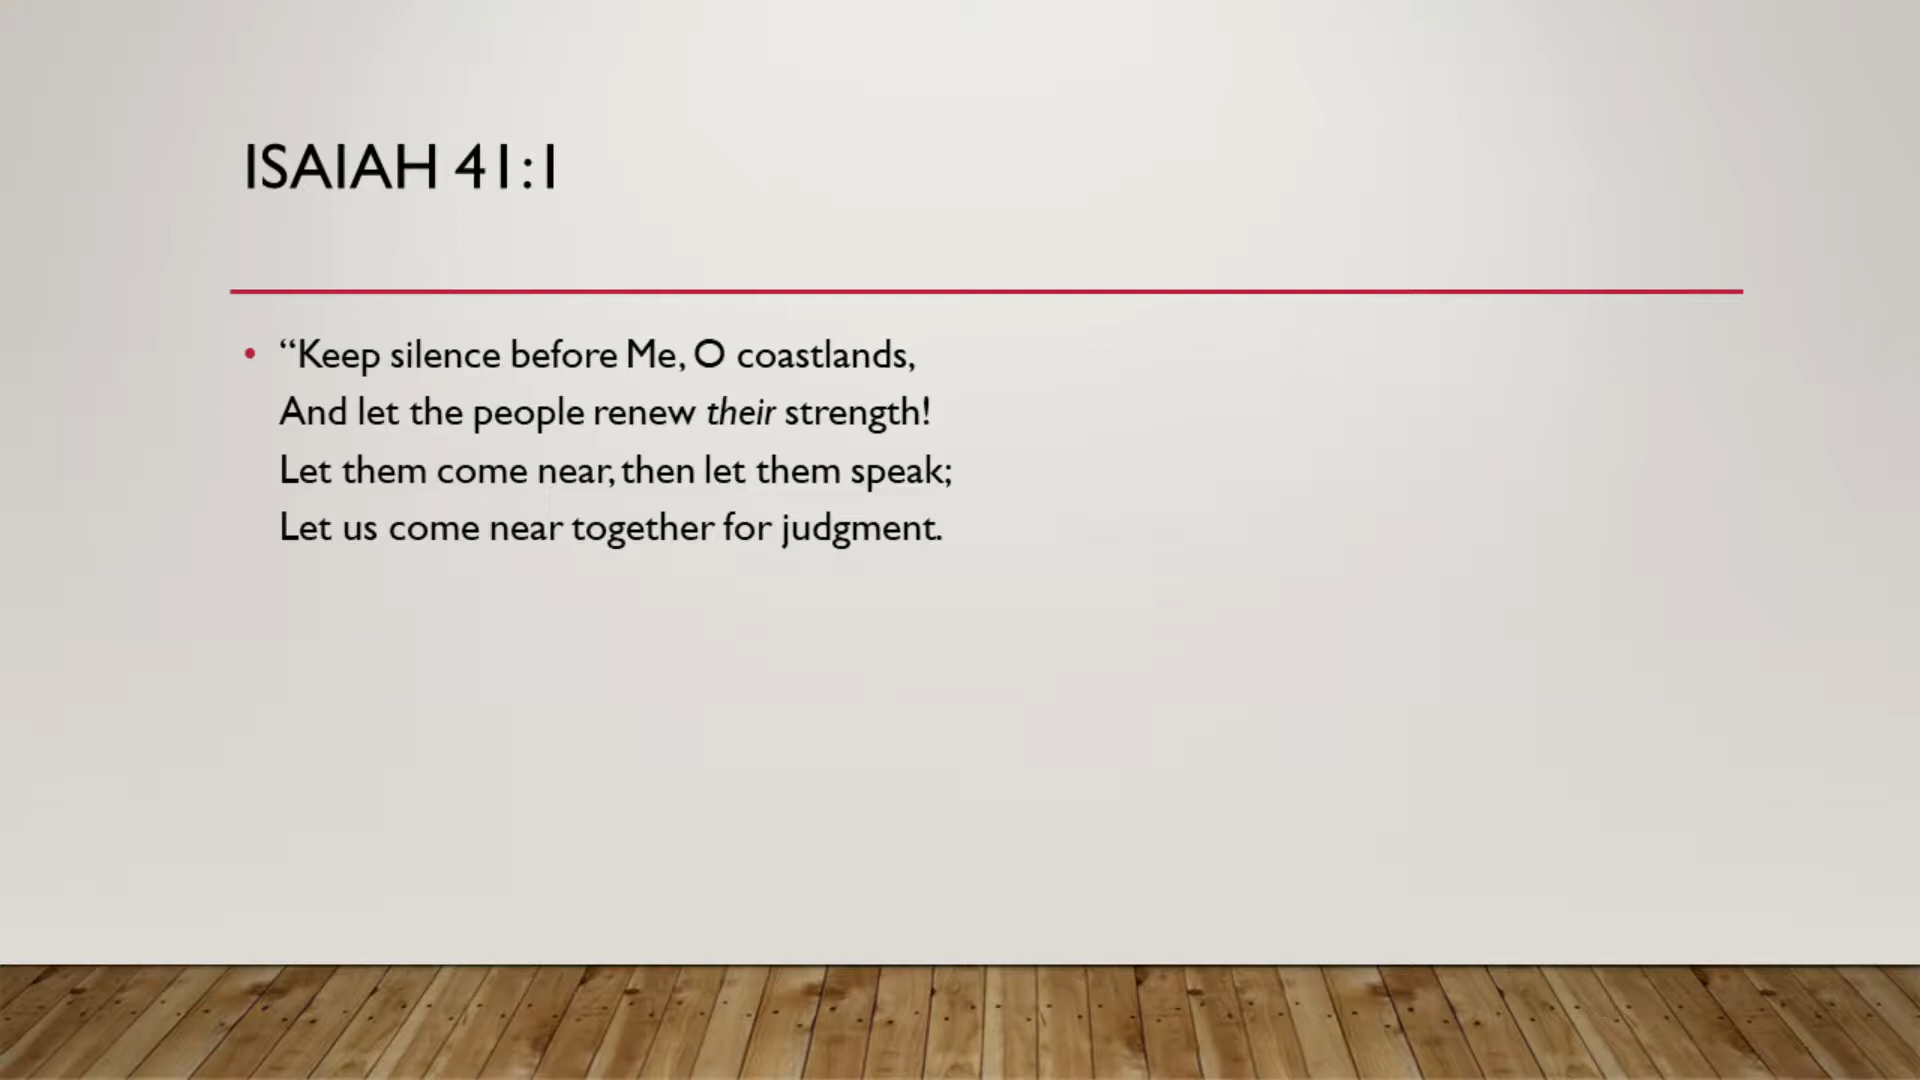 ISAIAH 41:1
• “Keep silence before Me, O coastlands,
And let the people renew their strength!
Let them come near, then let them speak;
Let us come near together for judgment.